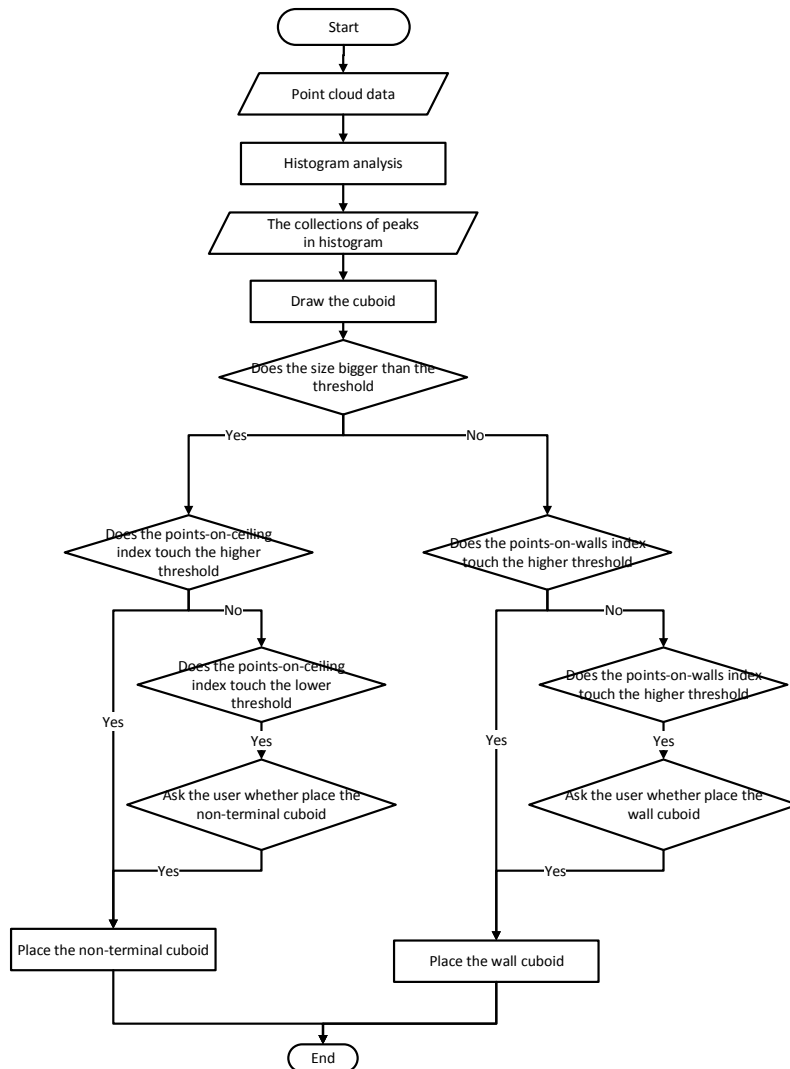 Start
Point cloud data
Histogram analysis
The collections of peaks
in histogram
Draw the cuboid
Does the size bigger than the
threshold
Yes
No
Does the points-on-ceiling
index touch the higher
threshold
Does the points-on-walls index
touch the higher threshold
No
No
Does the points-on-ceiling
index touch the lower
threshold
Does the points-on-walls index
touch the higher threshold
Yes
Yes
Yes
Yes
Ask the user whether place the
non-terminal cuboid
Ask the user whether place the
wall cuboid
Yes
Yes
Place the non-terminal cuboid
Place the wall cuboid
End